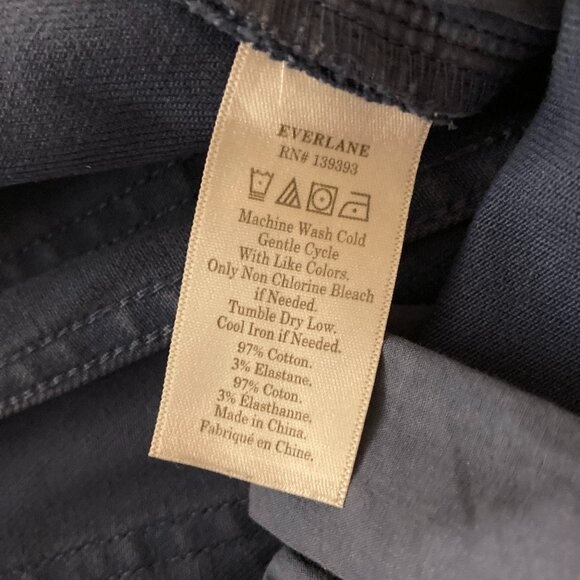 EVERLANE
RN# 139393
Machine Wash Cold
Gentle Cycle
With Like Colors.
Only Non Chlorine Bleach
if Needed.
Tumble Dry Low.
Cool Iron if Needed.
97% Cotton.
3% Elastane.
97% Coton.
3% Elasthanne.
Made in China.
Fabriqué en Chine.